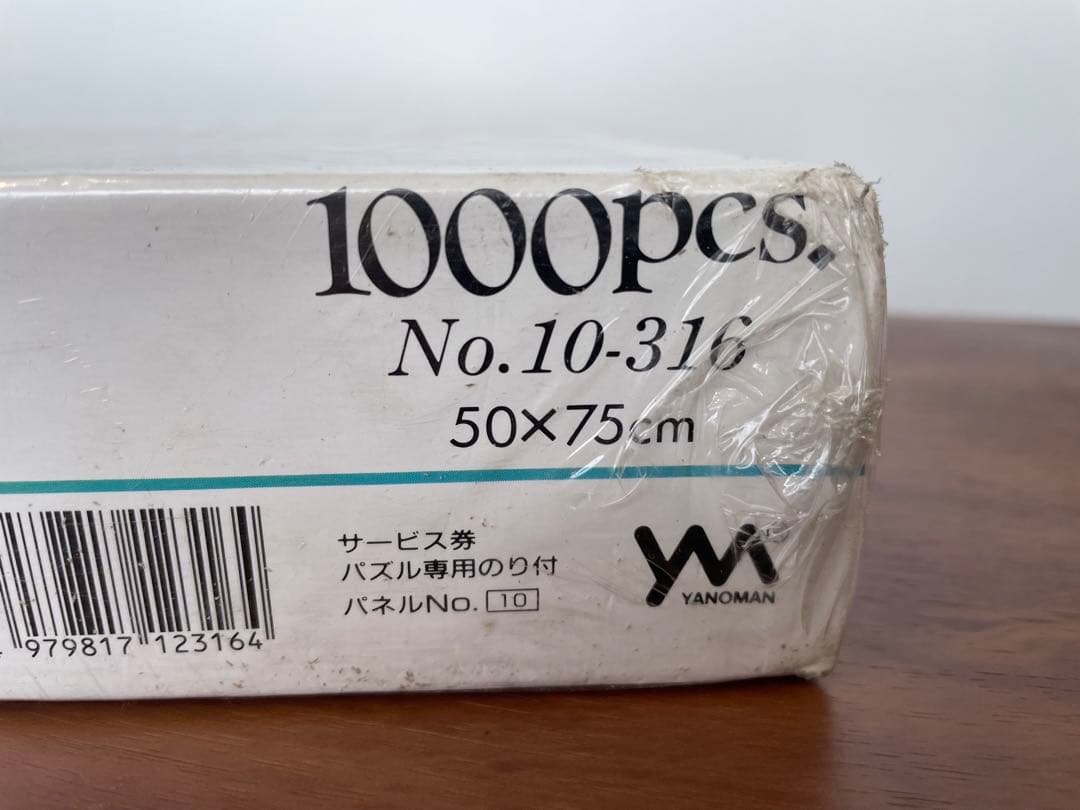 1000pcs.
No.10-316
50×75cm
サービス券
パズル専用のり付
パネルNo. 10
YM
YANOMAN
979817 123164